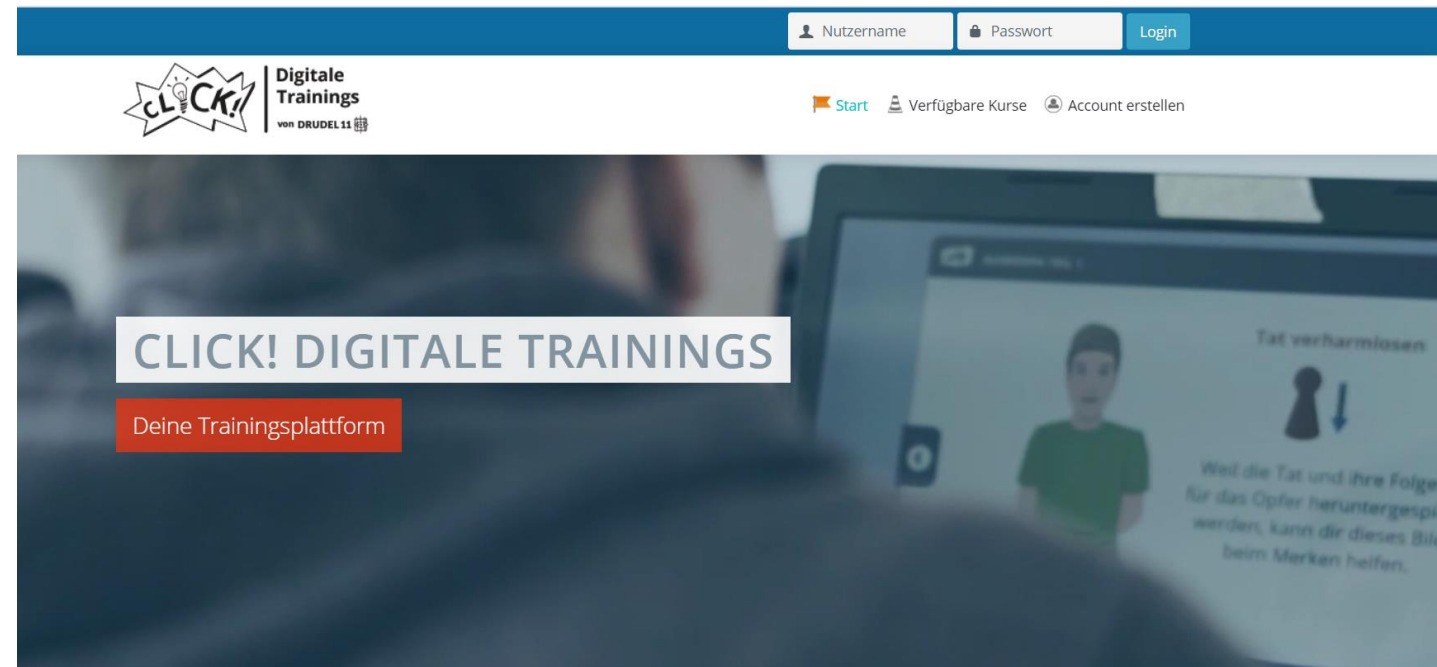 Nutzername
Passwort
Login
CLICK!
Digitale
Trainings
von DRUDEL 11
Start
Verfügbare Kurse
Account erstellen
CLICK! DIGITALE TRAININGS
Deine Trainingsplattform
Tat verharmlosen
Weil die Tat und ihre Folge
für das Opfer heruntergespi
werden, kann dir dieses Bil
beim Merken helfen.